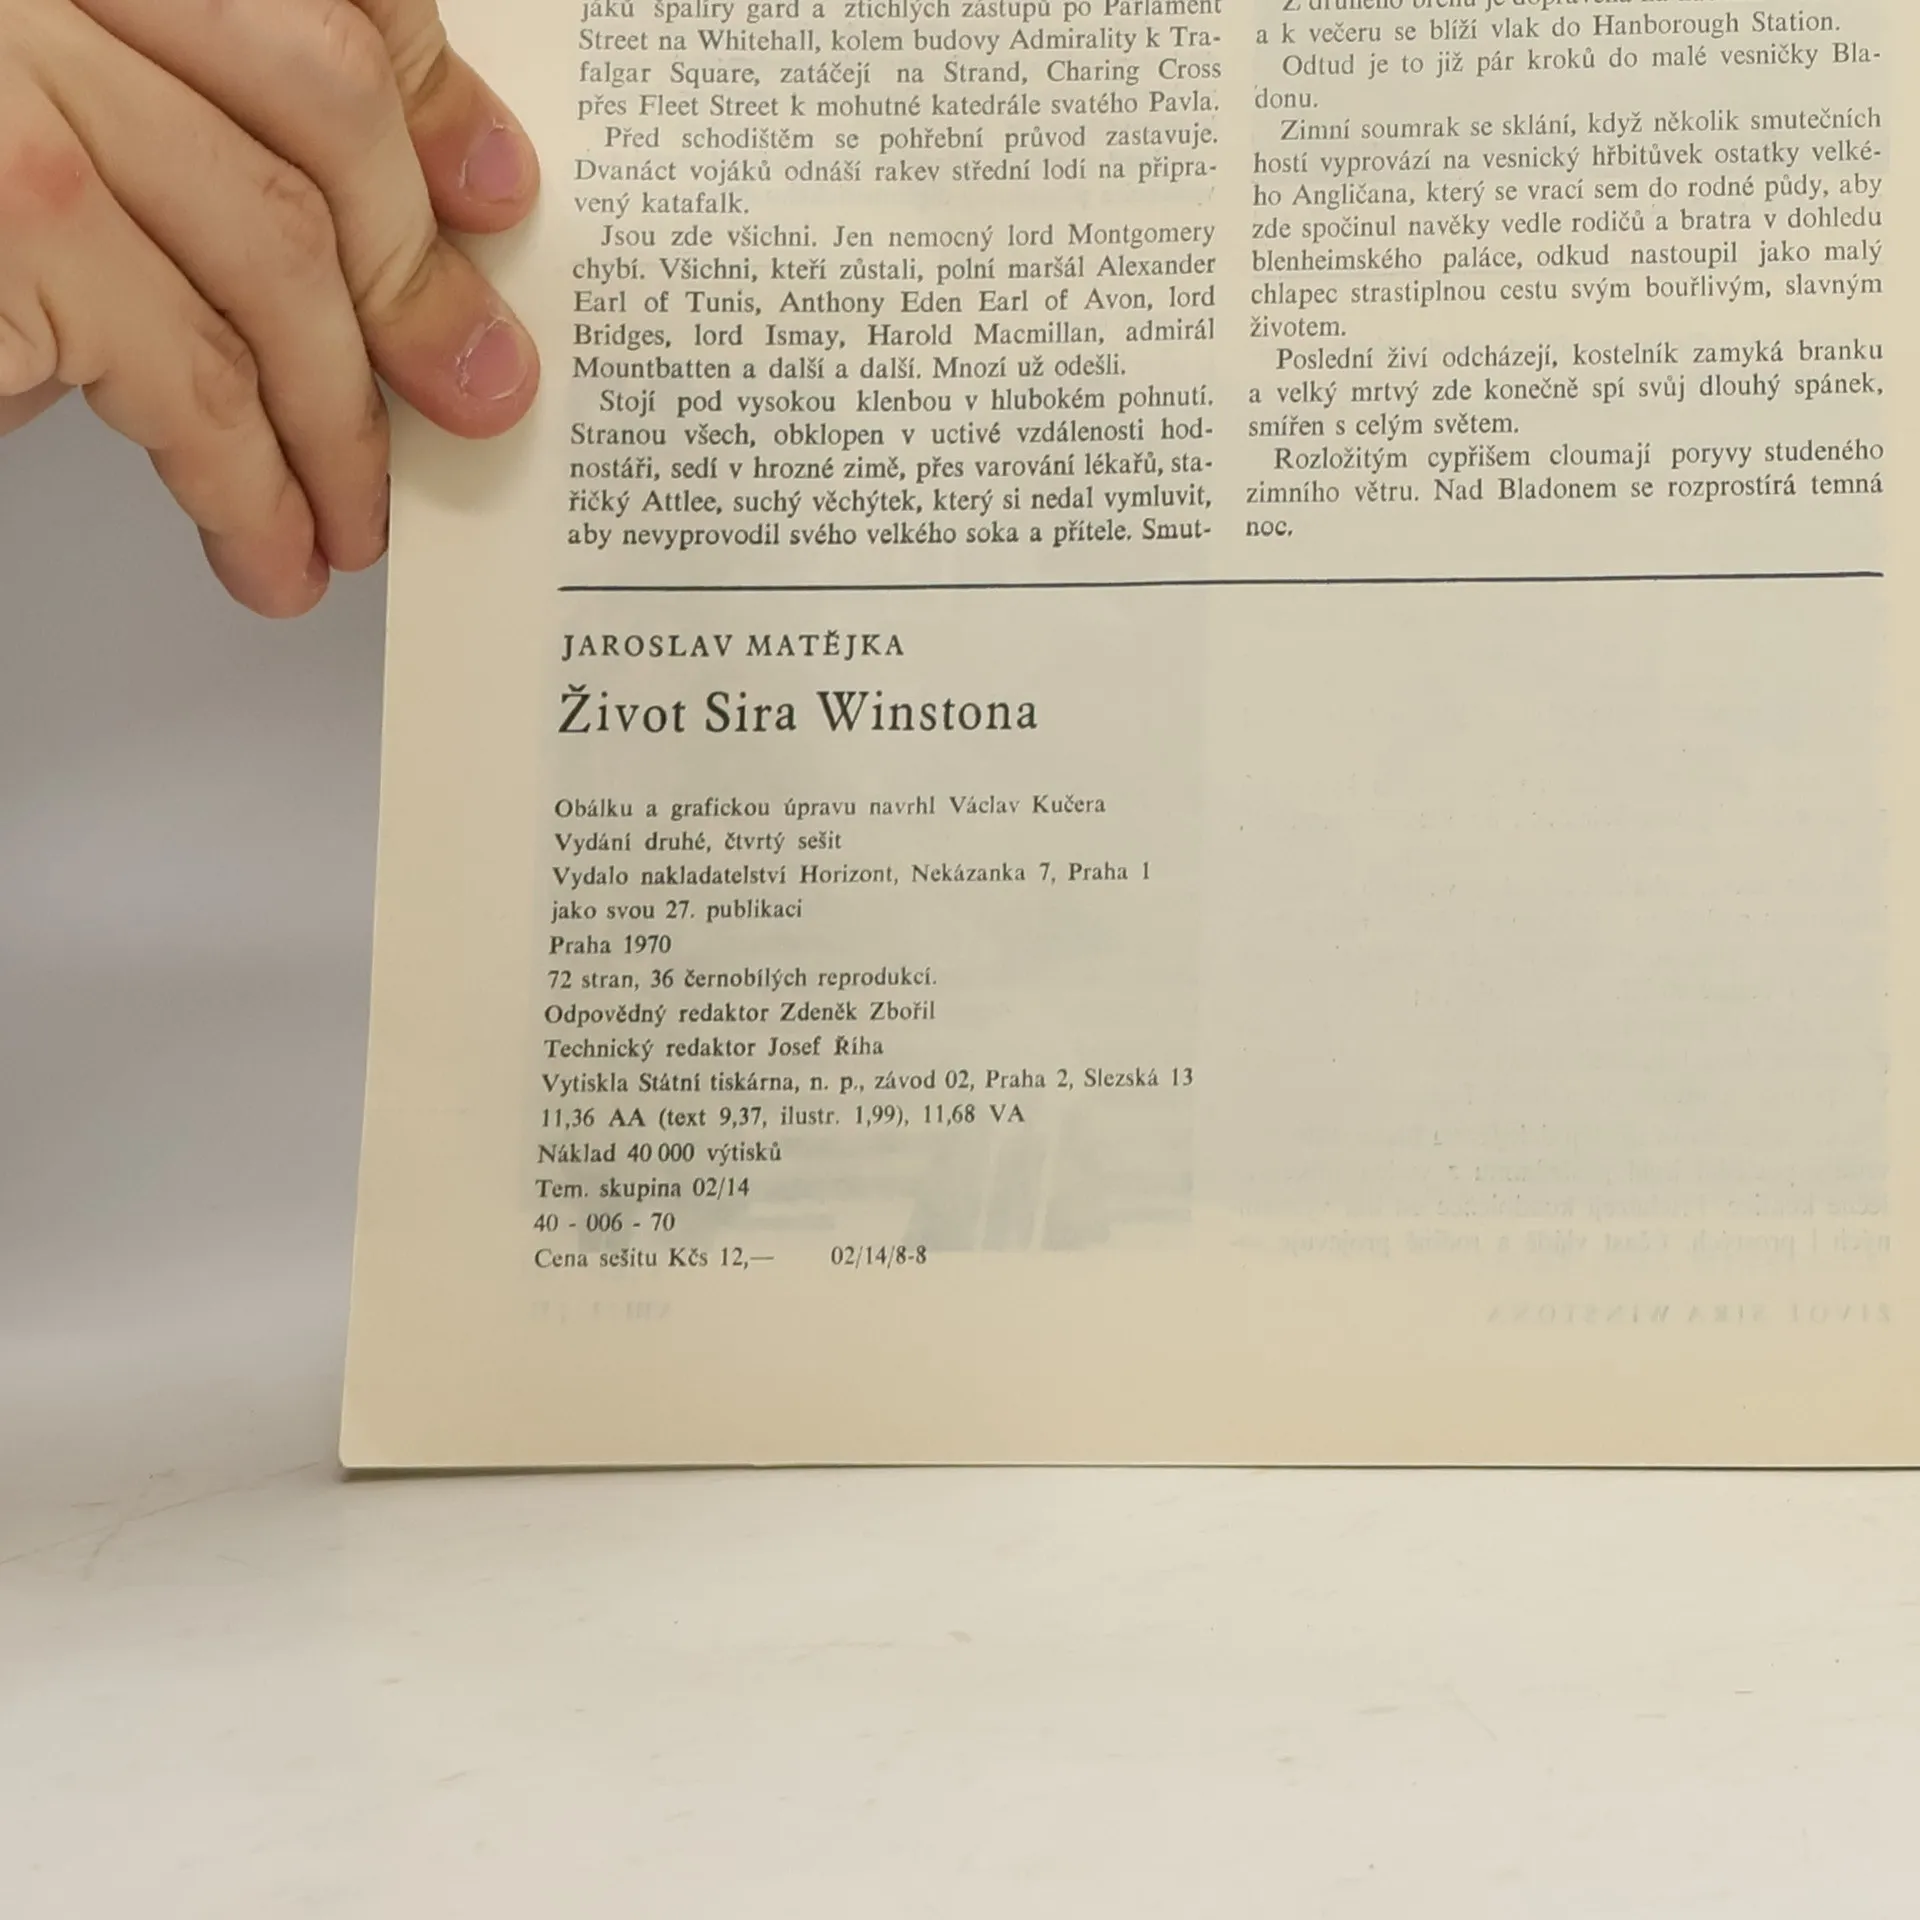 jáků špalíry gard a ztichlých zástupů po Parlament
Street na Whitehall, kolem budovy Admirality k Tra-
falgar Square, zatáčejí na Strand, Charing Cross
přes Fleet Street k mohutné katedrále svatého Pavla.
Před schodištěm se pohřební průvod zastavuje.
Dvanáct vojáků odnáší rakev střední lodí na připra-
vený katafalk.
Jsou zde všichni. Jen nemocný lord Montgomery
chybí. Všichni, kteří zůstali, polní maršál Alexander
Earl of Tunis, Anthony Eden Earl of Avon, lord
Bridges, lord Ismay, Harold Macmillan, admirál
Mountbatten a další a další. Mnozí už odešli.
Stojí pod vysokou klenbou v hlubokém pohnutí.
Stranou všech, obklopen v uctivé vzdálenosti hod-
nostáři, sedí v hrozné zimě, přes varování lékařů, sta-
řičký Attlee, suchý věchýtek, který si nedal vymluvit,
aby nevyprovodil svého velkého soka a přítele. Smut-
a k večeru se blíží vlak do Hanborough Station.
Odtud je to již pár kroků do malé vesničky Bla-
donu.
Zimní soumrak se sklání, když několik smutečních
hostí vyprovází na vesnický hřbitůvek ostatky velké-
ho Angličana, který se vrací sem do rodné půdy, aby
zde spočinul navěky vedle rodičů a bratra v dohledu
blenheimského paláce, odkud nastoupil jako malý
chlapec strastiplnou cestu svým bouřlivým, slavným
životem.
Poslední živí odcházejí, kostelník zamyká branku
a velký mrtvý zde konečně spí svůj dlouhý spánek,
smířen s celým světem.
Rozložitým cypřišem cloumají poryvy studeného
zimního větru. Nad Bladonem se rozprostírá temná
noc.
JAROSLAV MATĚJKA
Život Sira Winstona
Obálku a grafickou úpravu navrhl Václav Kučera
Vydání druhé, čtvrtý sešit
Vydalo nakladatelství Horizont, Nekázanka 7, Praha 1
jako svou 27. publikaci
Praha 1970
72 stran, 36 černobílých reprodukcí.
Odpovědný redaktor Zdeněk Zbořil
Technický redaktor Josef Říha
Vytiskla Státní tiskárna, n. p., závod 02, Praha 2, Slezská 13
11,36 AA (text 9,37, ilustr. 1,99), 11,68 VA
Náklad 40 000 výtisků
Tem. skupina 02/14
40 - 006 - 70
Cena sešitu Kčs 12,— 02/14/8-8